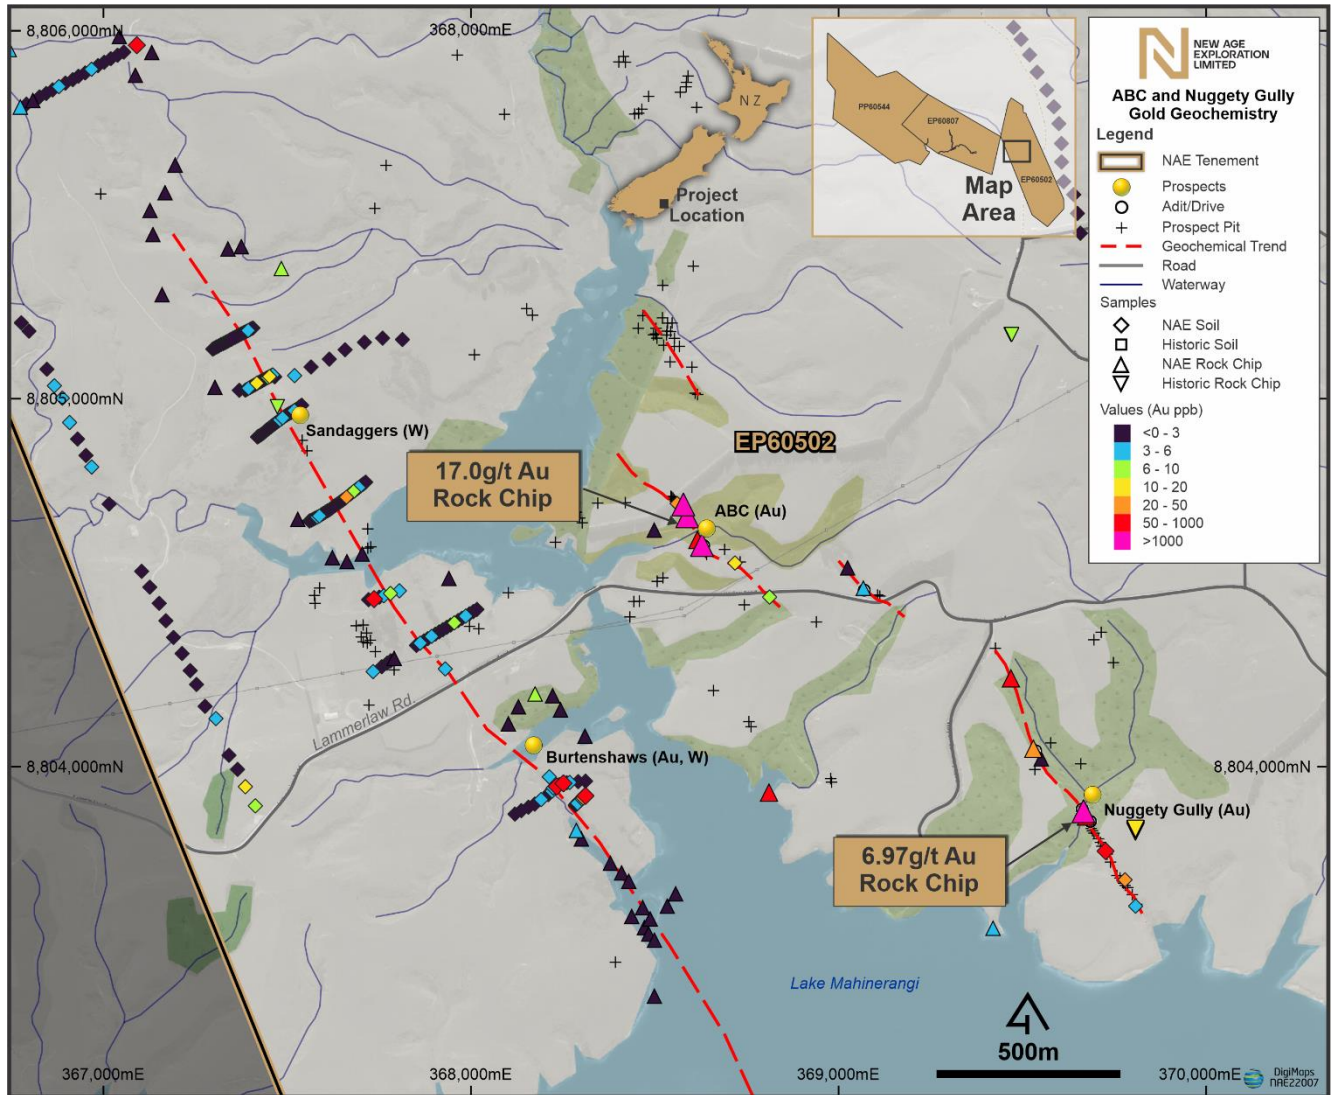 8,806,000mN
368,000mE
NZ
Project
Location
PP60544
EP60807
EP60502
Map
Area
NEW AGE
EXPLORATION
LIMITED
ABC and Nuggety Gully
Gold Geochemistry
Legend
NAE Tenement
Prospects
Adit/Drive
Prospect Pit
Geochemical Trend
Road
Waterway
Samples
NAE Soil
Historic Soil
NAE Rock Chip
Historic Rock Chip
Values (Au ppb)
<0 - 3
3 - 6
6 - 10
10 - 20
20 - 50
50 - 1000
>1000
8,805,000mN
Sandaggers (W)
EP60502
17.0g/t Au
Rock Chip
ABC (Au)
Lammerlaw Rd.
Burtenshaws (Au, W)
8,804,000mN
8,804,000mN
Nuggety Gully (Au)
6.97g/t Au
Rock Chip
Lake Mahinerangi
500m
367,000mE
368,000mE
369,000mE
370,000mE
DigiMaps
NAE22007